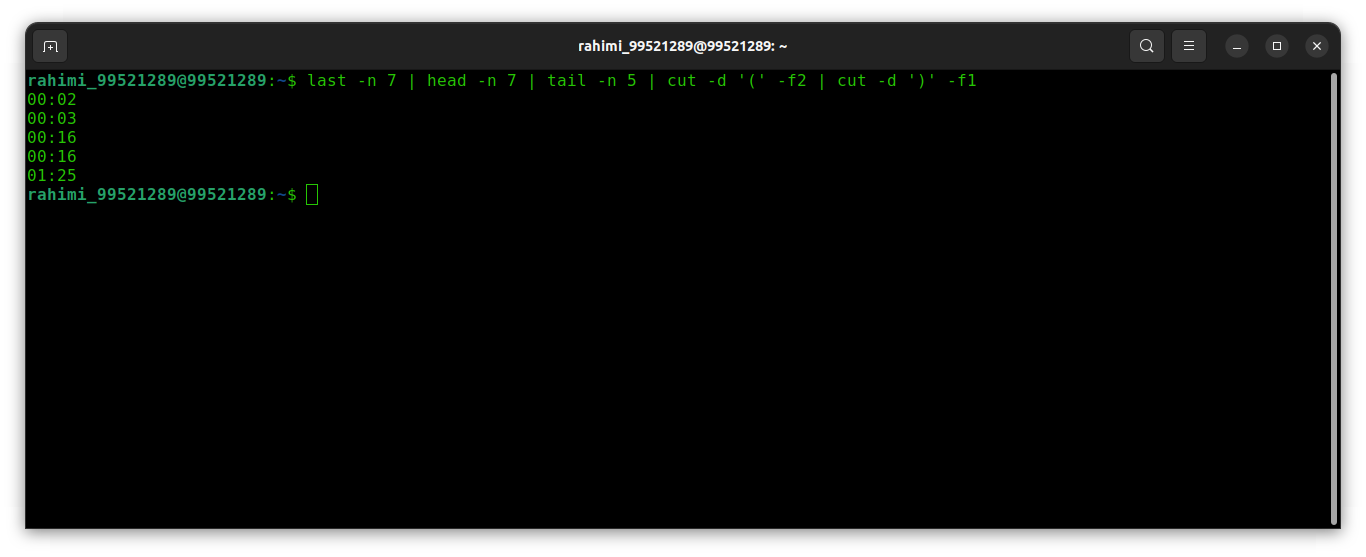 rahimi_99521289@99521289: ~
rahimi_99521289@99521289:~$ last -n 7 | head -n 7 | tail -n 5 | cut -d '(' -f2 | cut -d ')' -f1
00:02
00:03
00:16
00:16
01:25
rahimi_99521289@99521289:~$